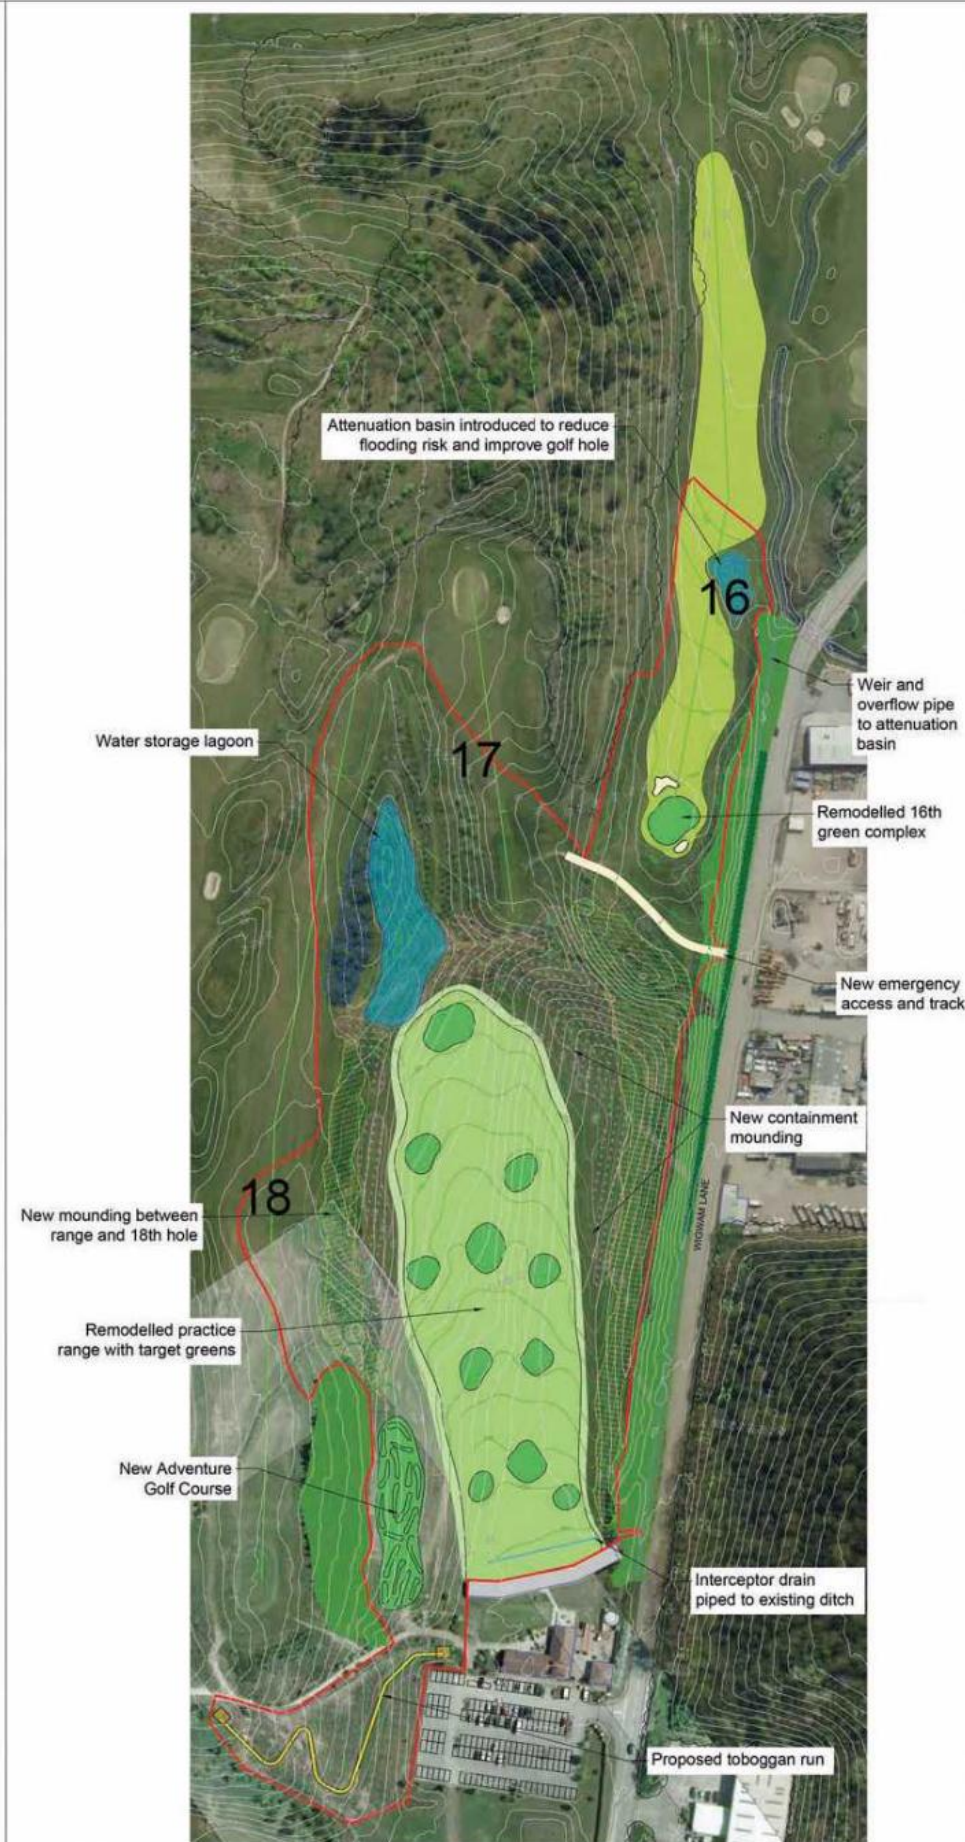 Attenuation basin introduced to reduce
flooding risk and improve golf hole
16
Weir and
overflow pipe
to attenuation
basin
Water storage lagoon
17
Remodelled 16th
green complex
New emergency
access and track
New containment
mounding
18
WIGWAM LANE
New mounding between
range and 18th hole
Remodelled practice
range with target greens
New Adventure
Golf Course
Interceptor drain
piped to existing ditch
Proposed toboggan run